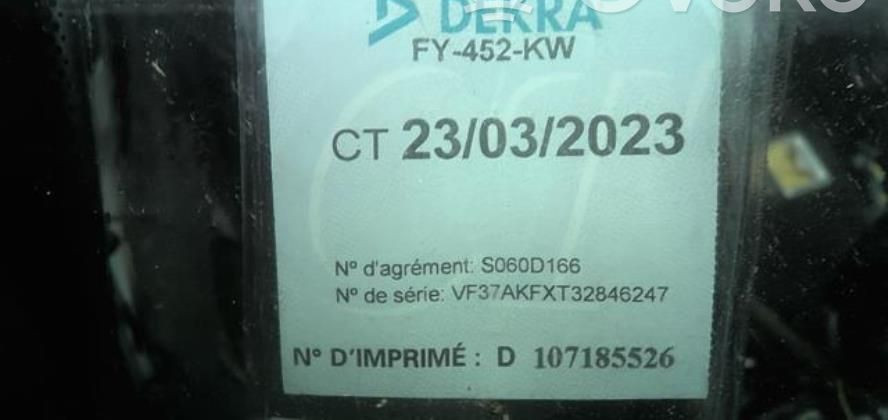 DEKRA
FY-452-KW
CT 23/03/2023
N° d'agrément: S060D166
N° de série: VF37AKFXT32846247
N° D'IMPRIMÉ : D 107185526